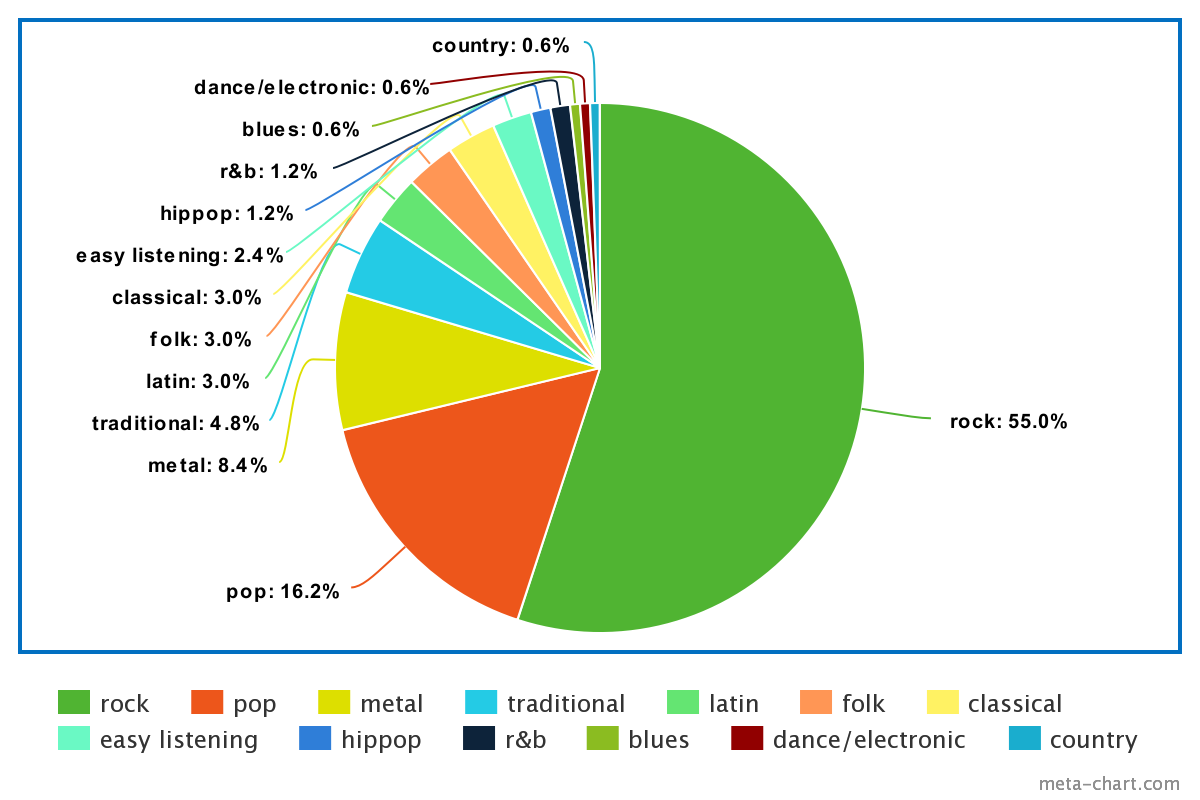 country: 0.6%
dance/electronic: 0.6%
blues: 0.6%
r&b: 1.2%
hippop: 1.2%
easy listening: 2.4%
classical: 3.0%
folk: 3.0%
latin: 3.0%
traditional: 4.8%
metal: 8.4%
rock: 55.0%
pop: 16.2%
rock pop metal traditional latin folk classical
easy listening hippop r&b blues dance/electronic country
meta-chart.com